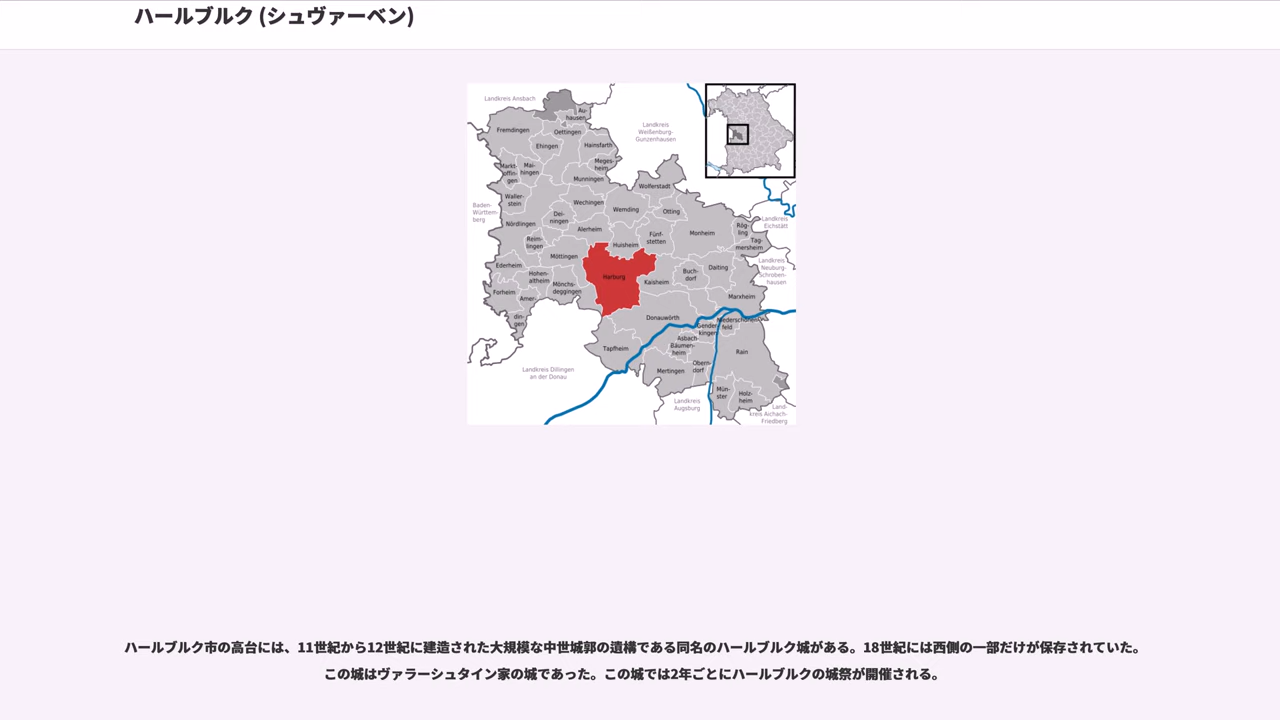 ハールブルク (シュヴァーベン)
Landkreis Ansbach
Au-
hausen
Fremdingen
Oettingen
Landkreis
Weißenburg-
Gunzenhausen
Ehingen
Hainsfarth
Markt-
offin-
gen
Mai-
hingen
Meges-
heim
Munningen
Wolferstadt
Waller-
stein
Wechingen
Wemding
Otting
Baden-
Württem-
berg
Dei-
ningen
Nördlingen
Alerheim
Fünf-
stetten
Monheim
Rög-
ling
Landkreis
Eichstätt
Reim-
lingen
Huisheim
Tag-
mersheim
Möttingen
Ederheim
Harburg
Kaisheim
Buch-
dorf
Daiting
Landkreis
Neuburg-
Schroben-
hausen
Hohen-
altheim
Mönchs-
deggingen
Forheim
Amer-
din-
gen
Marxheim
Donauwörth
Gender-
kingen
Niederschönen-
feld
Tapfheim
Asbach-
Bäumen-
heim
Rain
Mertingen
Obern-
dorf
Landkreis Dillingen
an der Donau
Mün-
ster
Holz-
heim
Landkreis
Augsburg
Land-
kreis Aichach-
Friedberg
ハールブルク市の高台には、11世紀から12世紀に建造された大規模な中世城郭の遺構である同名のハールブルク城がある。18世紀には西側の一部だけが保存されていた。
この城はヴァラーシュタイン家の城であった。この城では2年ごとにハールブルクの城祭が開催される。